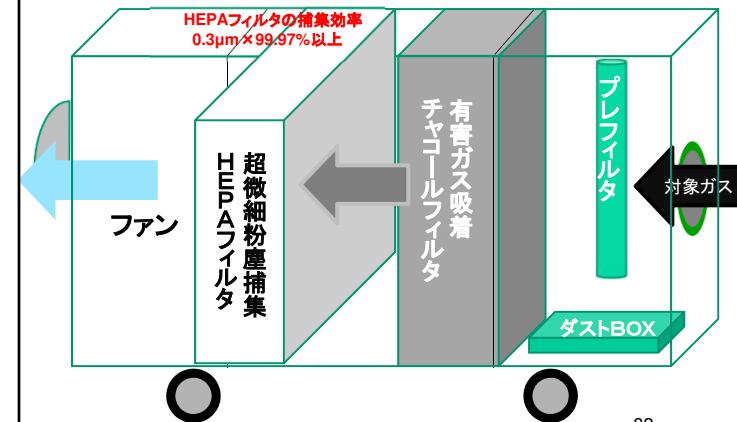 HEPAフィルタの捕集効率
0.3μm×99.97%以上
プレフィルタ
有害ガス吸着
チャコールフィルタ
超微細粉塵捕集
HEPAフィルタ
対象ガス
ファン
ダストBOX